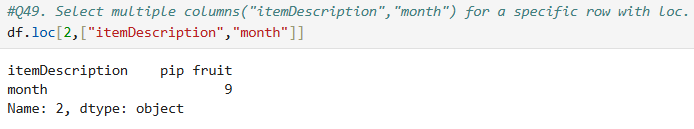 #Q49. Select multiple columns("itemDescription","month") for a specific row with loc.
df.loc[2,["itemDescription","month"]]
itemDescription    pip fruit
month                      9
Name: 2, dtype: object